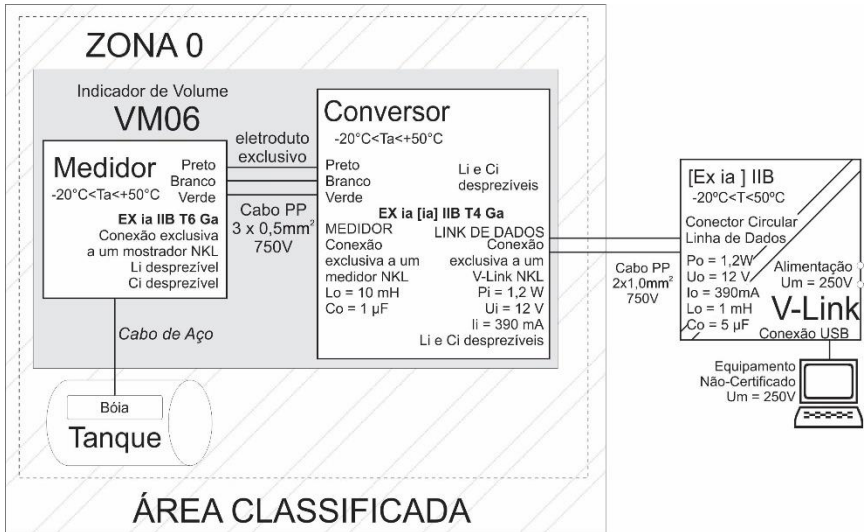 ZONA 0
Indicador de Volume
VM06
Medidor
-20°C<Ta<+50°C
Preto
Branco
Verde
EX ia IIB T6 Ga
Conexão exclusiva
a um mostrador NKL
Li desprezível
Ci desprezível
eletroduto
exclusivo
Cabo PP
3 x 0,5mm²
750V
Conversor
-20°C<Ta<+50°C
Preto
Branco
Verde
Li e Ci
desprezíveis
EX ia [ia] IIB T4 Ga
MEDIDOR
Conexão
exclusiva a um
medidor NKL
Lo = 10 mH
Co = 1 µF
LINK DE DADOS
Conexão
exclusiva a um
V-Link NKL
Pi = 1,2 W
Ui = 12 V
Ii = 390 mA
Li e Ci desprezíveis
Cabo PP
2x1,0mm²
750V
[Ex ia ] IIB
-20ºC<T<50ºC
Conector Circular
Linha de Dados
Po = 1,2W
Uo = 12 V
Io = 390mA
Lo = 1 mH
Co = 5 µF
Alimentação
Um = 250V
V-Link
Conexão USB
Equipamento
Não-Certificado
Um = 250V
Cabo de Aço
Bóia
Tanque
ÁREA CLASSIFICADA